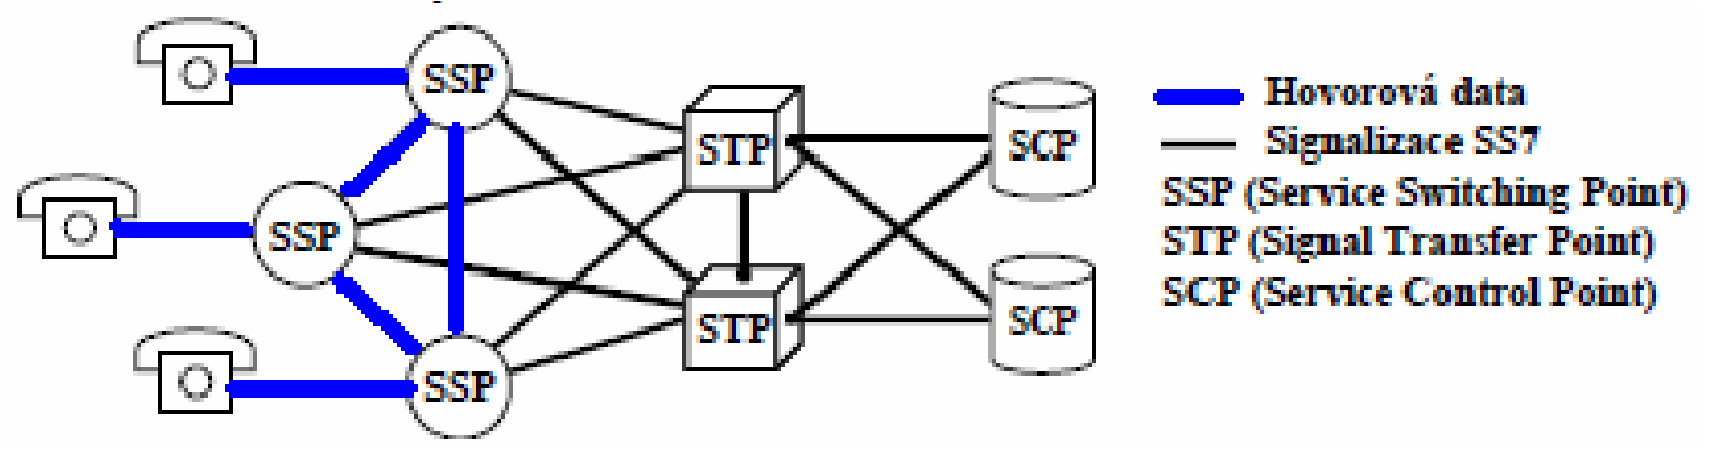 SSP
SSP
SSP
STP
STP
SCP
SCP
Hovorová data
Signalizace SS7
SSP (Service Switching Point)
STP (Signal Transfer Point)
SCP (Service Control Point)